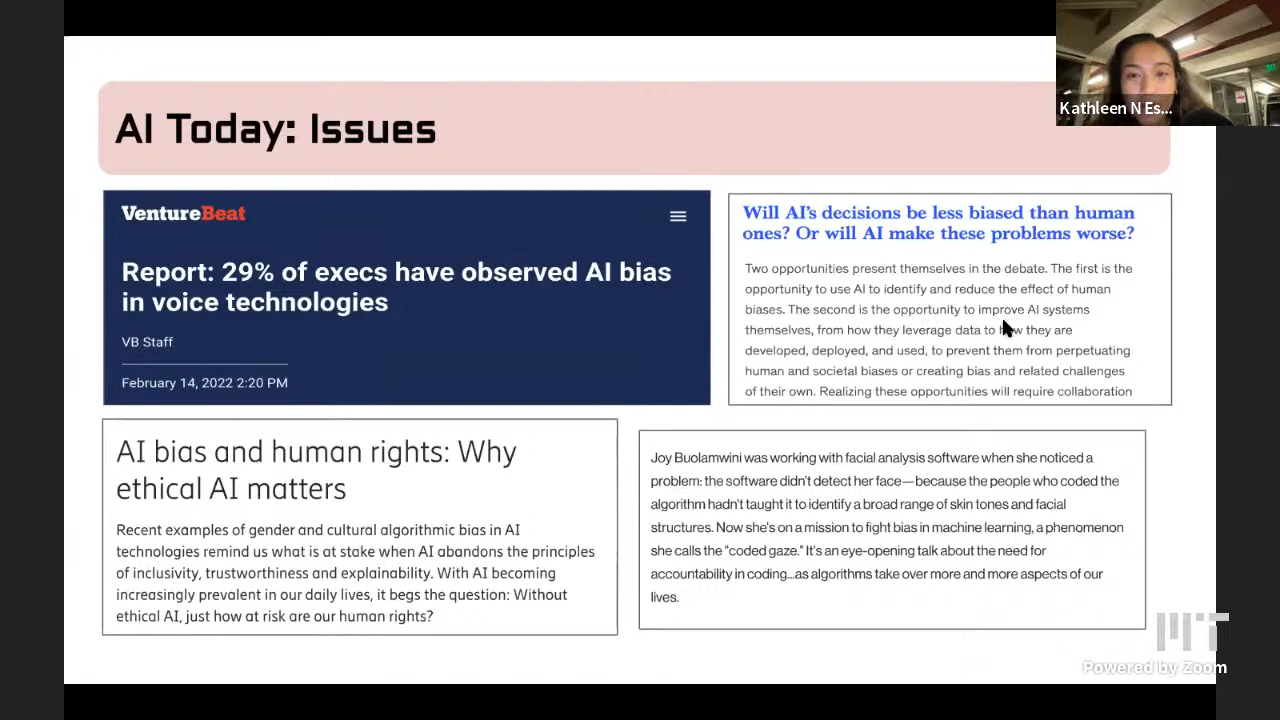 Kathleen N Es...
AI Today: Issues
VentureBeat
Report: 29% of execs have observed AI bias
in voice technologies
VB Staff
February 14, 2022 2:20 PM
Will AI's decisions be less biased than human
ones? Or will AI make these problems worse?
Two opportunities present themselves in the debate. The first is the
opportunity to use AI to identify and reduce the effect of human
biases. The second is the opportunity to improve AI systems
themselves, from how they leverage data to how they are
developed, deployed, and used, to prevent them from perpetuating
human and societal biases or creating bias and related challenges
of their own. Realizing these opportunities will require collaboration
AI bias and human rights: Why
ethical AI matters
Recent examples of gender and cultural algorithmic bias in AI
technologies remind us what is at stake when AI abandons the principles
of inclusivity, trustworthiness and explainability. With AI becoming
increasingly prevalent in our daily lives, it begs the question: Without
ethical AI, just how at risk are our human rights?
Joy Buolamwini was working with facial analysis software when she noticed a
problem: the software didn't detect her face—because the people who coded the
algorithm hadn't taught it to identify a broad range of skin tones and facial
structures. Now she's on a mission to fight bias in machine learning, a phenomenon
she calls the "coded gaze." It's an eye-opening talk about the need for
accountability in coding...as algorithms take over more and more aspects of our
lives.
MIT
Powered by Zoom